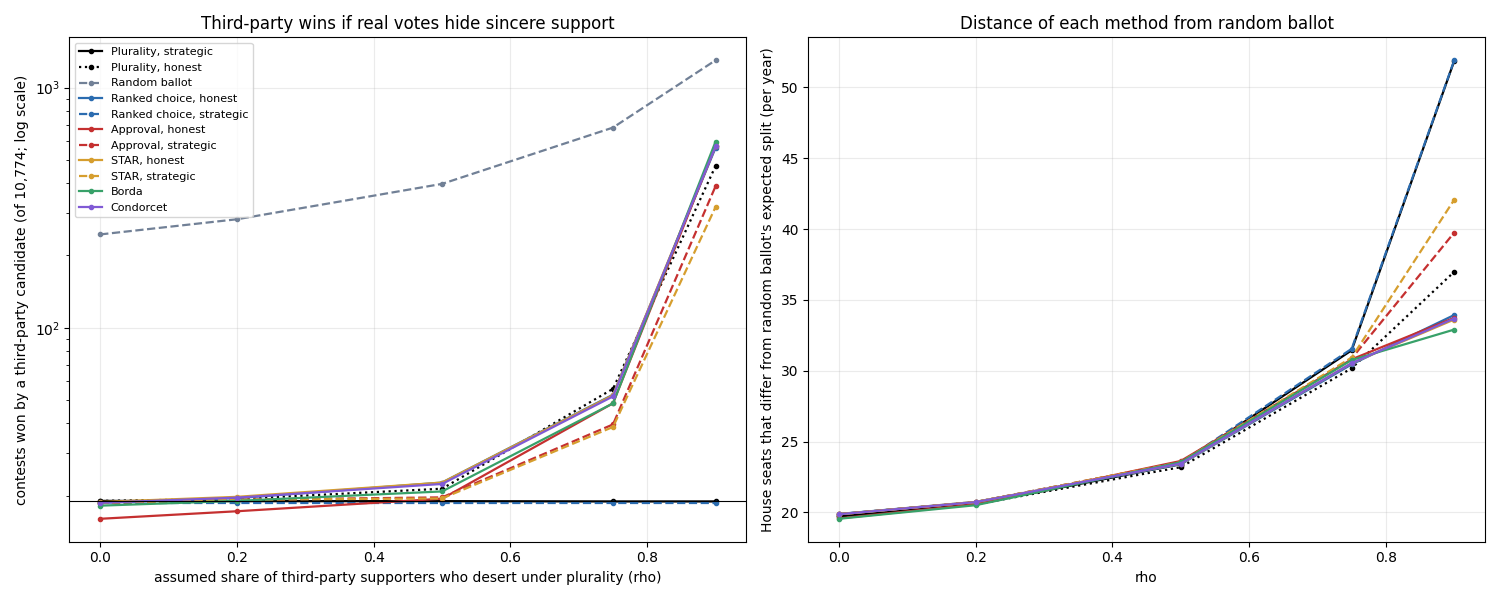 Third-party wins if real votes hide sincere support
contests won by a third-party candidate (of 10,774; log scale)
10³
10²
Plurality, strategic
Plurality, honest
Random ballot
Ranked choice, honest
Ranked choice, strategic
Approval, honest
Approval, strategic
STAR, honest
STAR, strategic
Borda
Condorcet
0.0 0.2 0.4 0.6 0.8
assumed share of third-party supporters who desert under plurality (rho)
Distance of each method from random ballot
House seats that differ from random ballot's expected split (per year)
50
45
40
35
30
25
20
0.0 0.2 0.4 0.6 0.8
rho